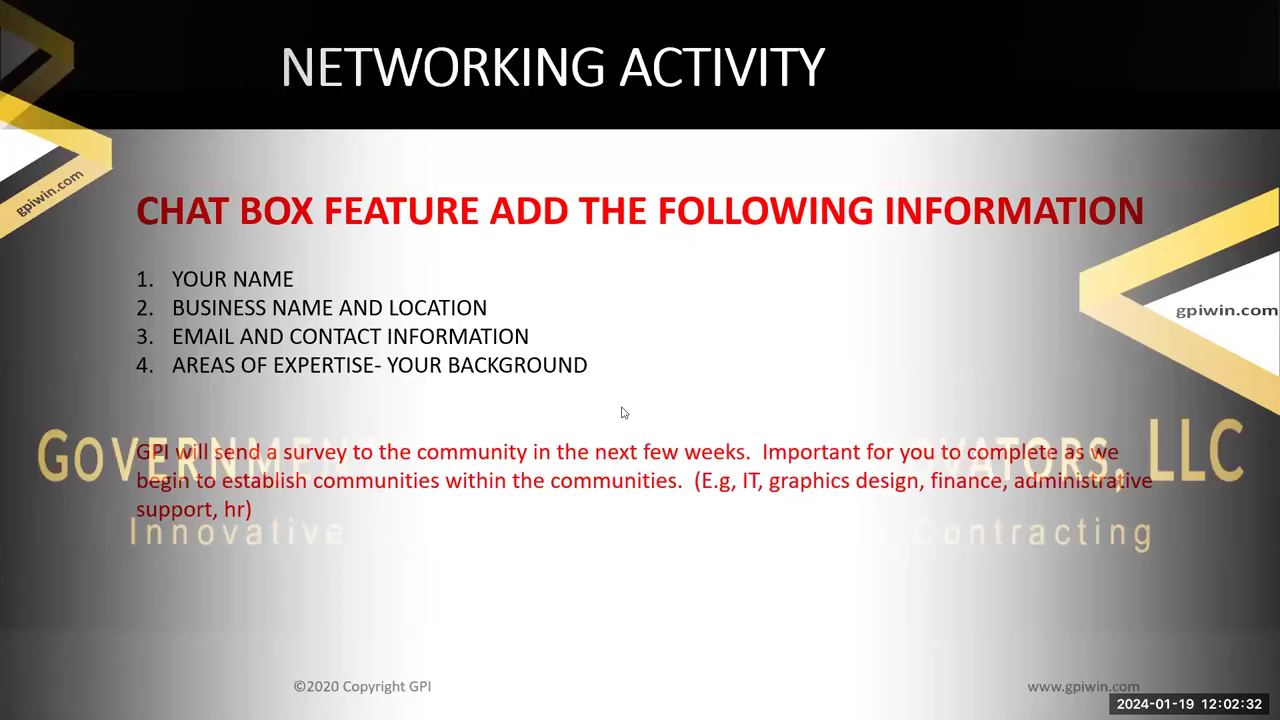 NETWORKING ACTIVITY
gpiwin.com
CHAT BOX FEATURE ADD THE FOLLOWING INFORMATION
1. YOUR NAME
2. BUSINESS NAME AND LOCATION
3. EMAIL AND CONTACT INFORMATION
4. AREAS OF EXPERTISE- YOUR BACKGROUND
gpiwin.com
GPI will send a survey to the community in the next few weeks. Important for you to complete as we
begin to establish communities within the communities. (E.g, IT, graphics design, finance, administrative
support, hr)
GOVERNMENT LLC
Innovative Contracting
©2020 Copyright GPI
www.gpiwin.com
2024-01-19 12:02:32